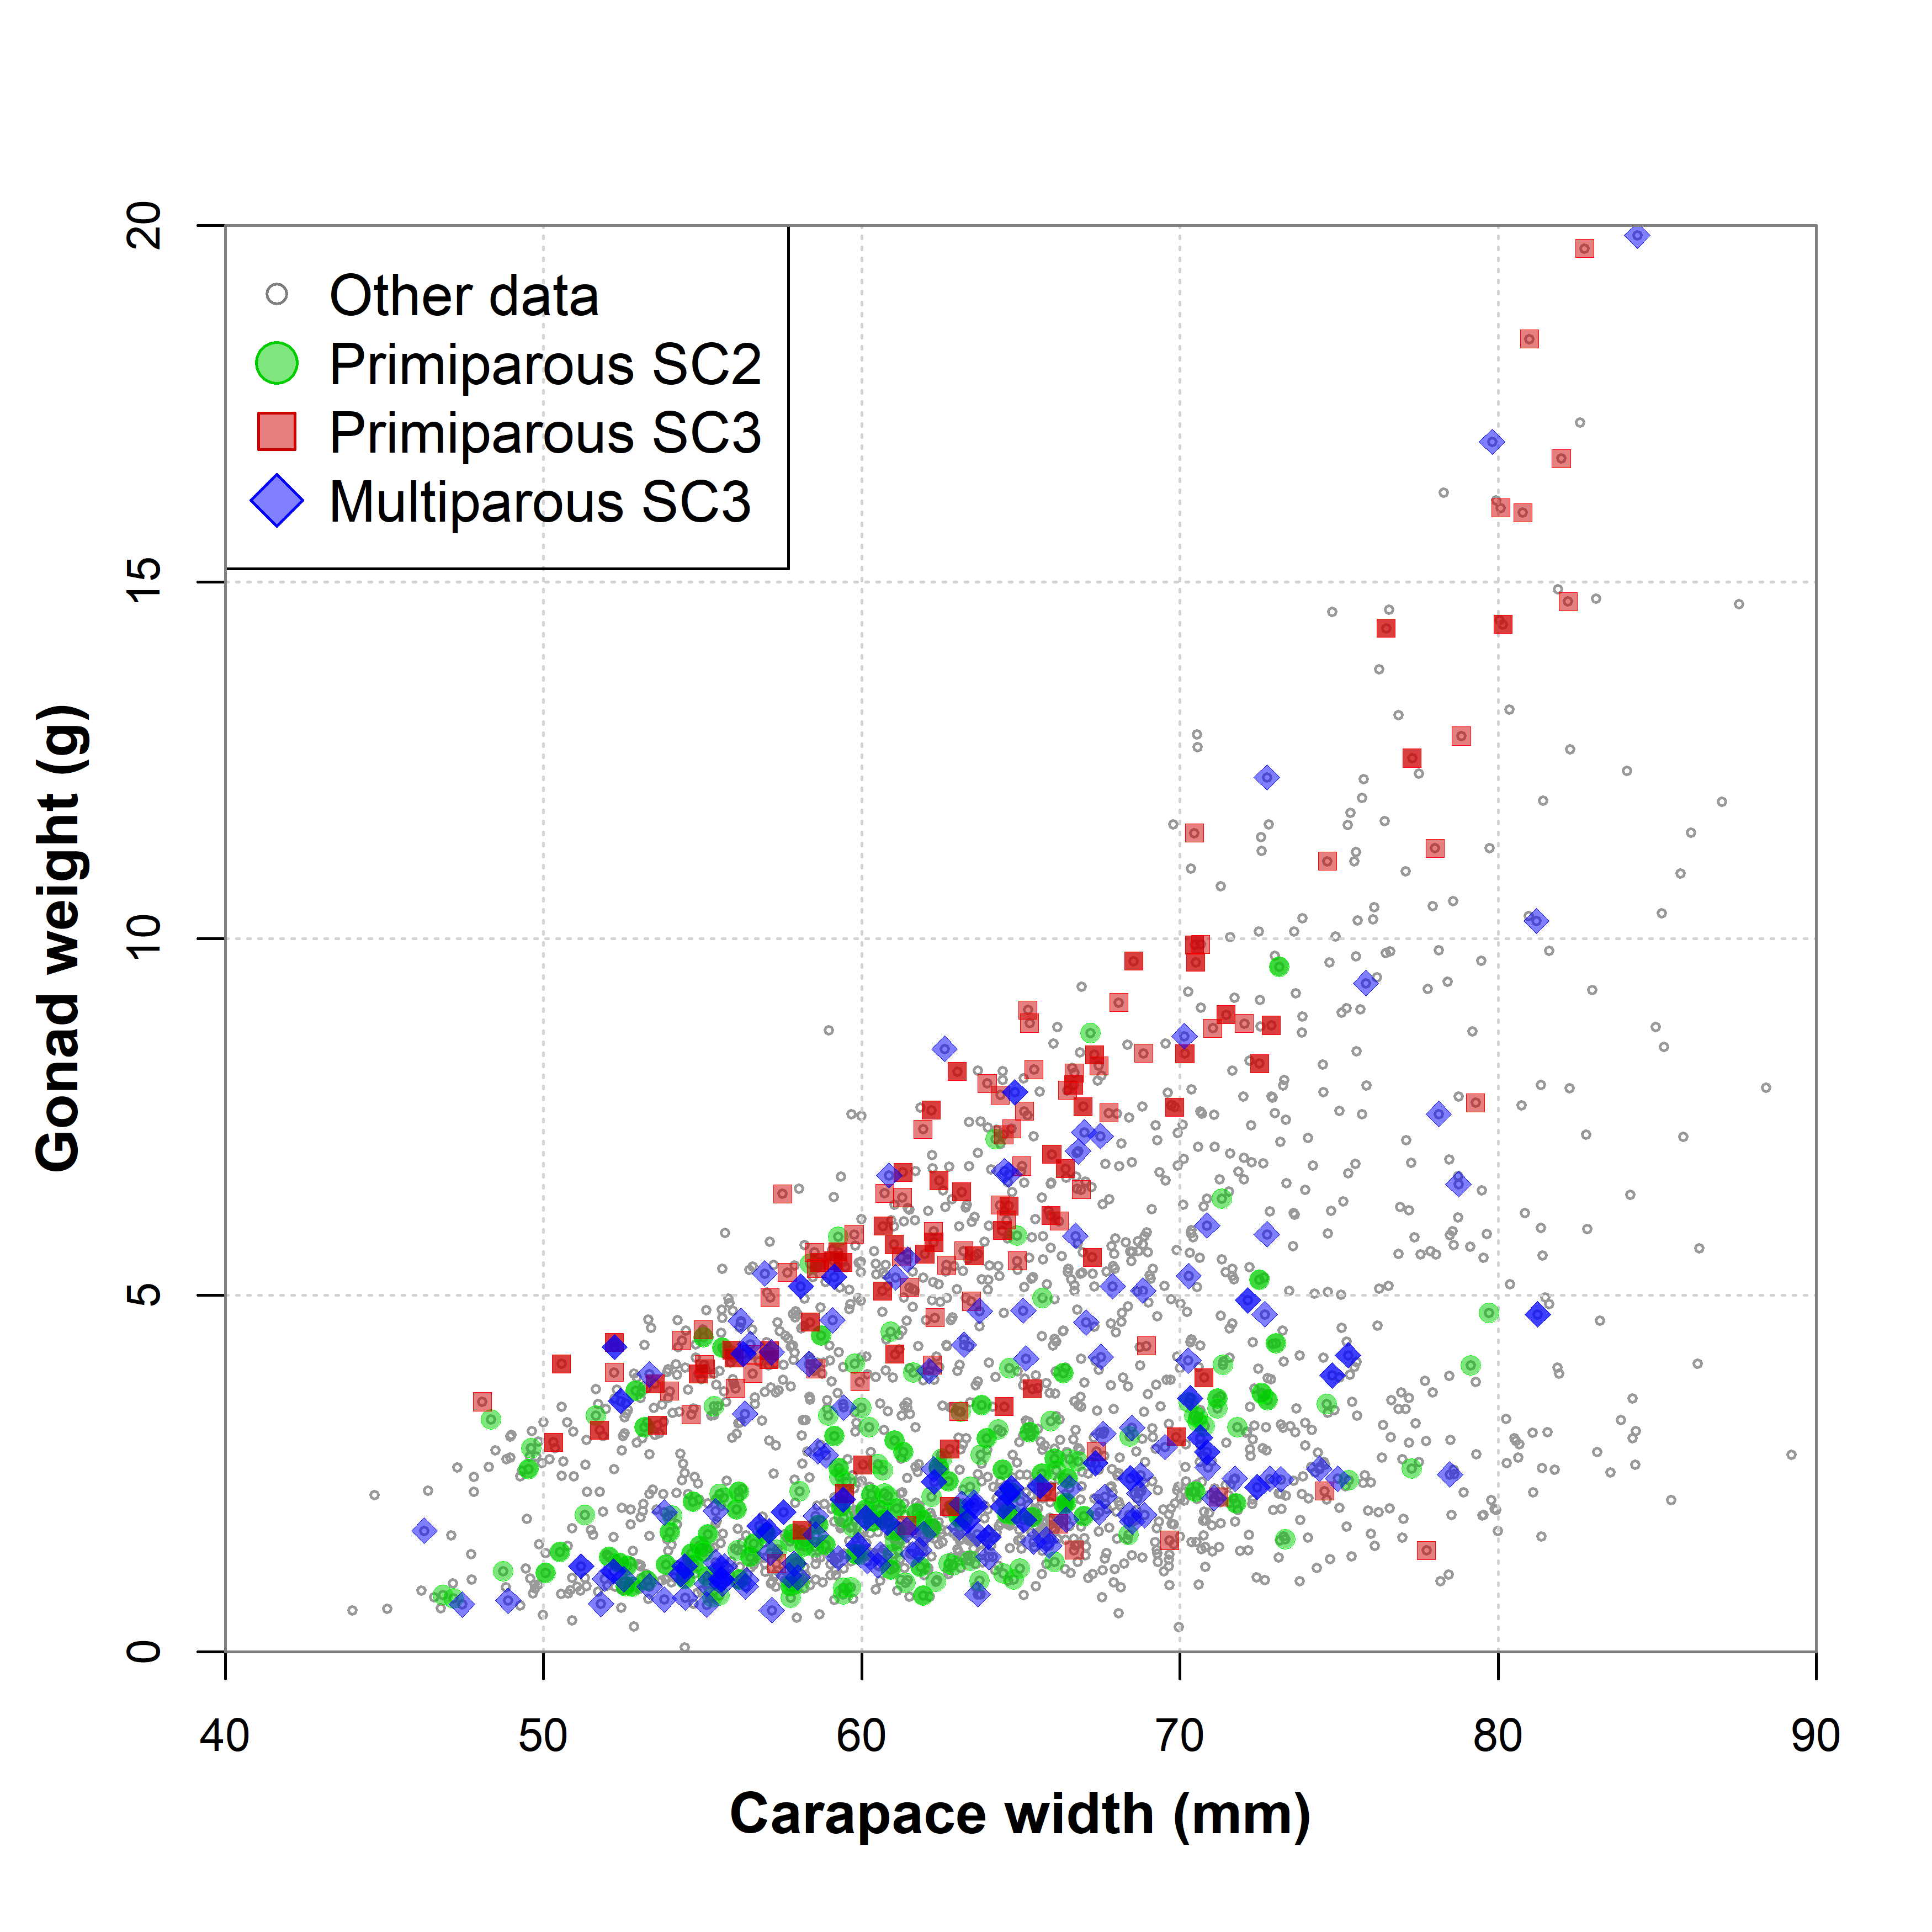 Other data
Primiparous SC2
Primiparous SC3
Multiparous SC3
Gonad weight (g)
20
15
10
5
0
40 50 60 70 80 90
Carapace width (mm)